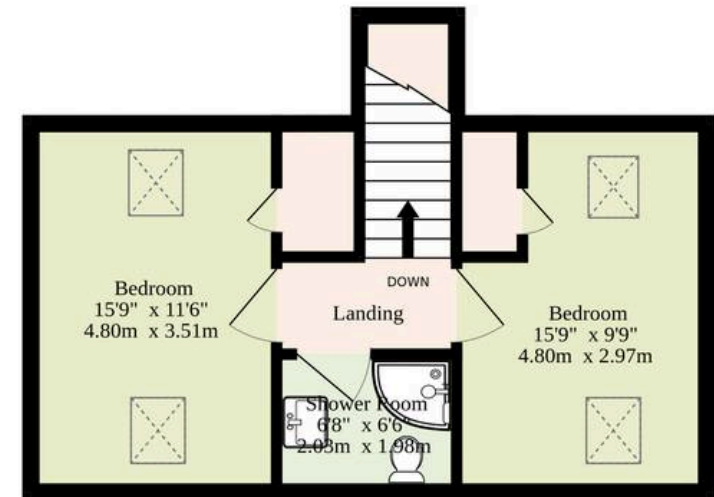 Bedroom
15'9" x 11'6"
4.80m x 3.51m
DOWN
Landing
Bedroom
15'9" x 9'9"
4.80m x 2.97m
Shower Room
6'8" x 6'6"
2.03m x 1.98m